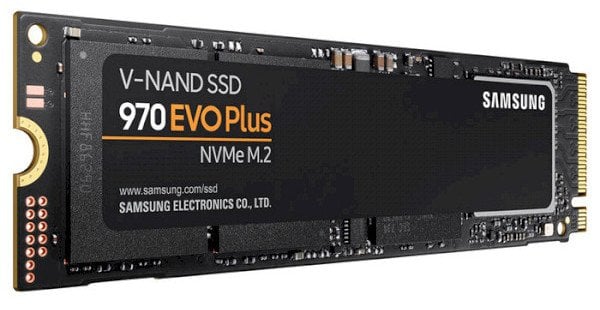 V-NAND SSD
970 EVO Plus
NVMe M.2
www.samsung.com/ssd
SAMSUNG ELECTRONICS CO., LTD.
SAMSUNG